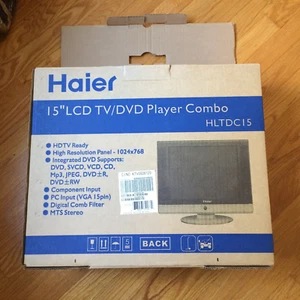 Haier
15"LCD TV/DVD Player Combo
HLTDC15
HDTV Ready
High Resolution Panel - 1024x768
Integrated DVD Supports:
DVD, SVCD, VCD, CD,
Mp3, JPEG, DVD±R,
DVD±RW
Component Input
PC Input (VGA 15pin)
Digital Comb Filter
MTS Stereo
Haier
BACK